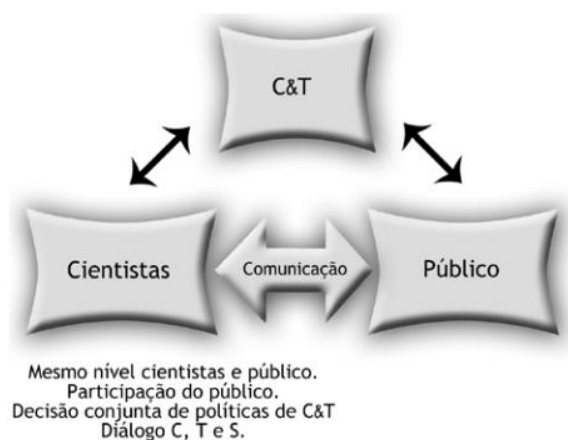 C&T
Cientistas
Comunicação
Público
Mesmo nível cientistas e público.
Participação do público.
Decisão conjunta de políticas de C&T
Diálogo C, T e S.